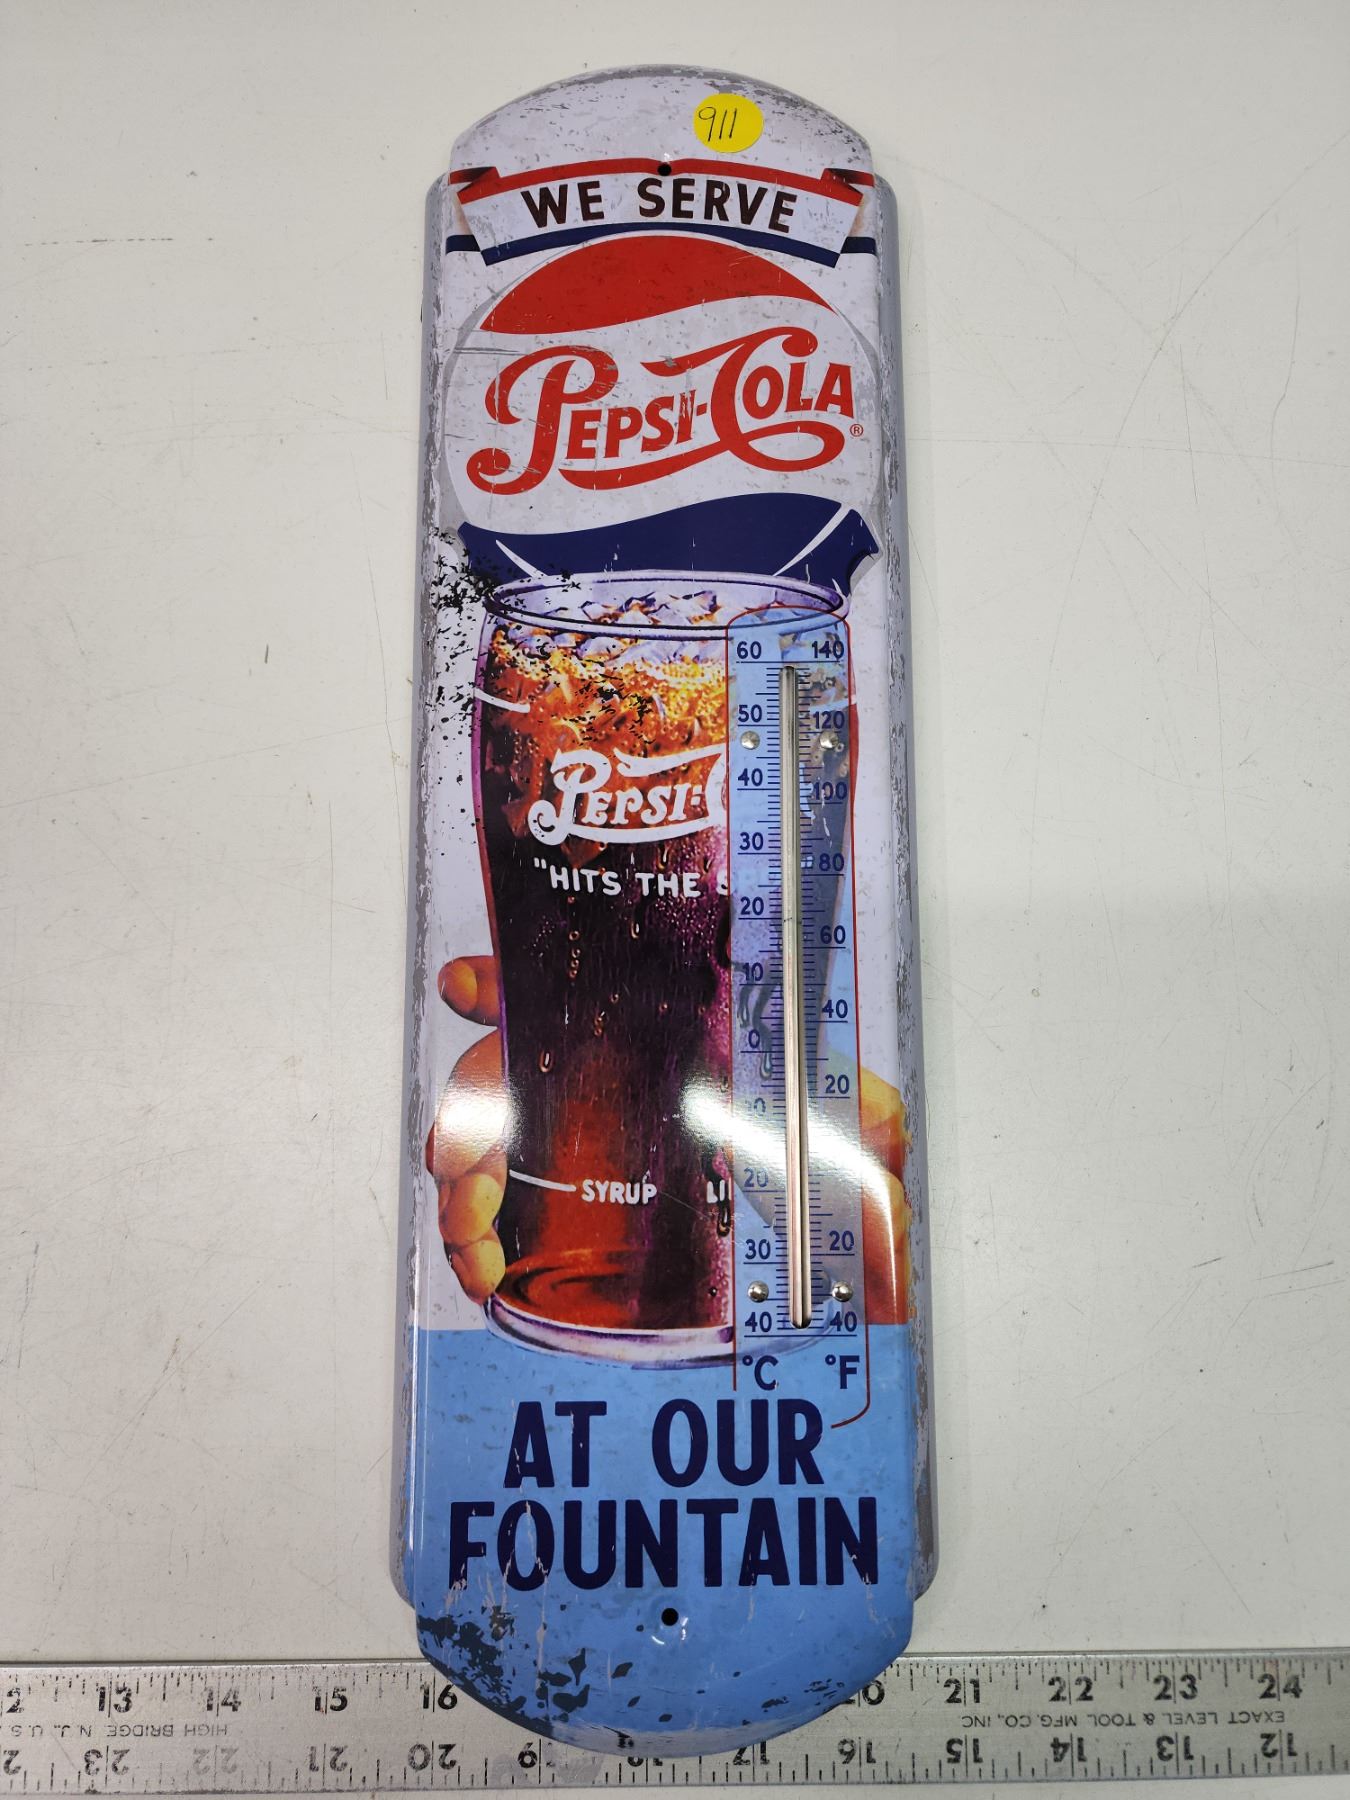 911
WE SERVE
PEPSI-COLA®
60 140
50 120
PEPSI-
40 100
30 80
"HITS THE
20 60
10 40
0 20
20
SYRUP
30 20
40 40
°C °F
AT OUR
FOUNTAIN
13 14 15 16 21 22 23 24
HIGH BRIDGE, N.J. U.S.
EXACT LEVEL & TOOL MFG. CO., INC
23 22 21 20 19 18 17 16 15 14 13 12